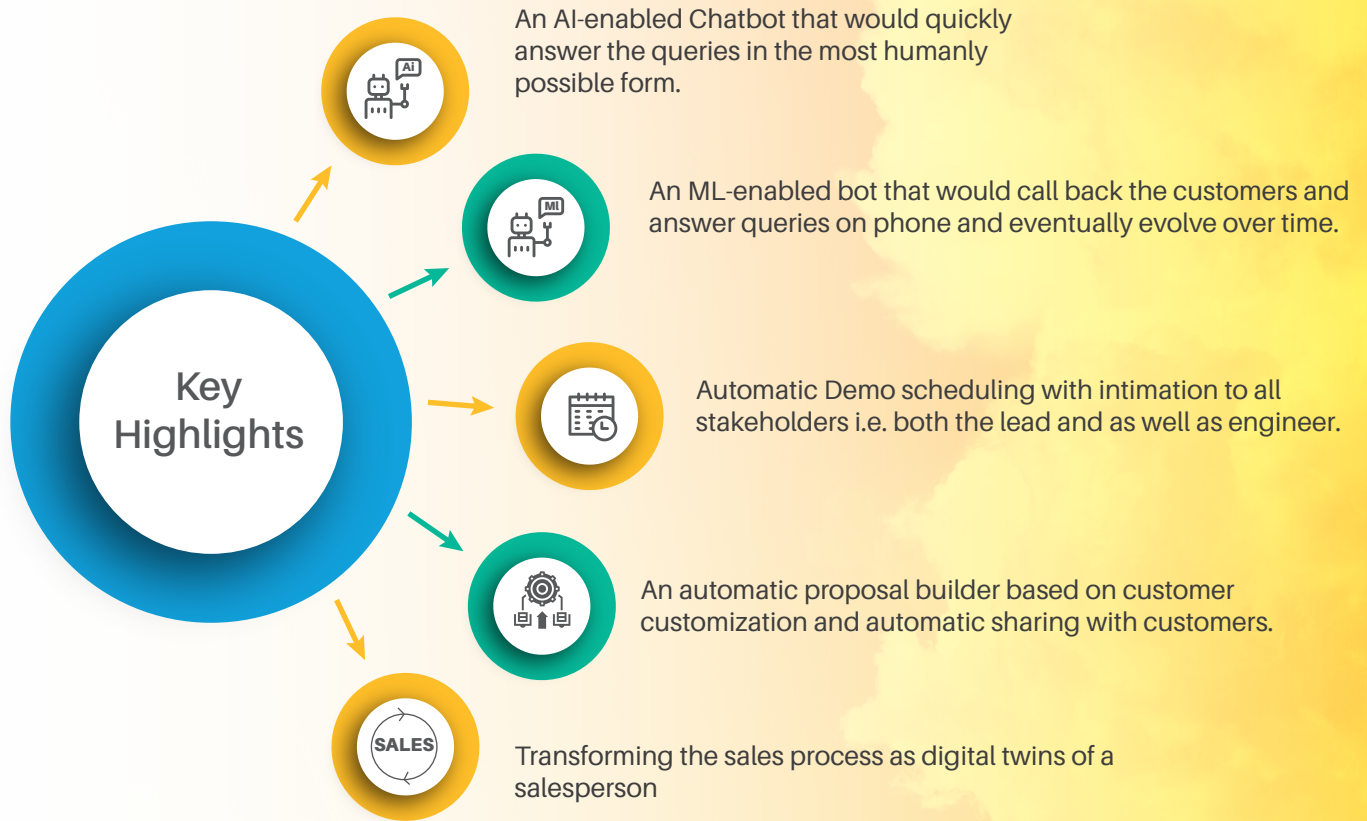 An AI-enabled Chatbot that would quickly
answer the queries in the most humanly
possible form.
Ai
An ML-enabled bot that would call back the customers and
answer queries on phone and eventually evolve over time.
Ml
Key
Highlights
Automatic Demo scheduling with intimation to all
stakeholders i.e. both the lead and as well as engineer.
An automatic proposal builder based on customer
customization and automatic sharing with customers.
SALES
Transforming the sales process as digital twins of a
salesperson